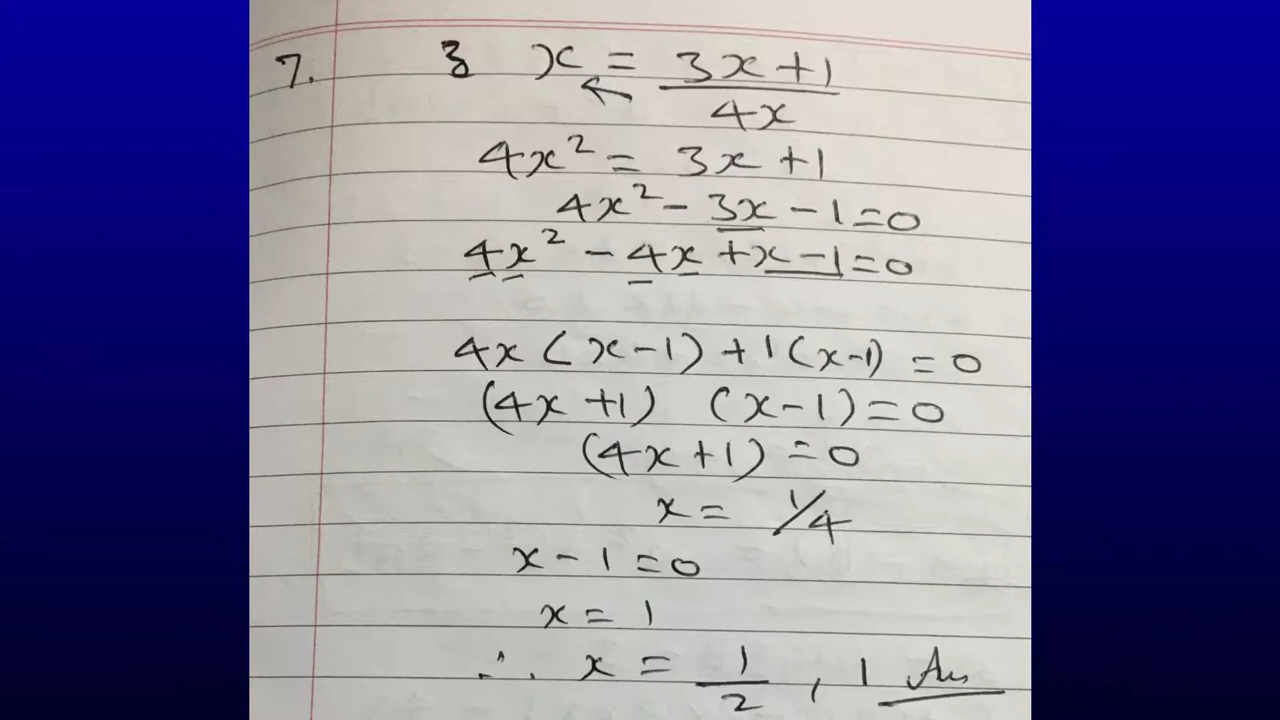 7. 3 x = 3x+1
4x
4x² = 3x+1
4x² - 3x - 1=0
4x² - 4x +x-1=0
4x(x-1) +1(x-1) = 0
(4x+1) (x-1)=0
(4x+1)=0
x= 1/4
x-1=0
x= 1
∴ x = 1/2, 1 Ans